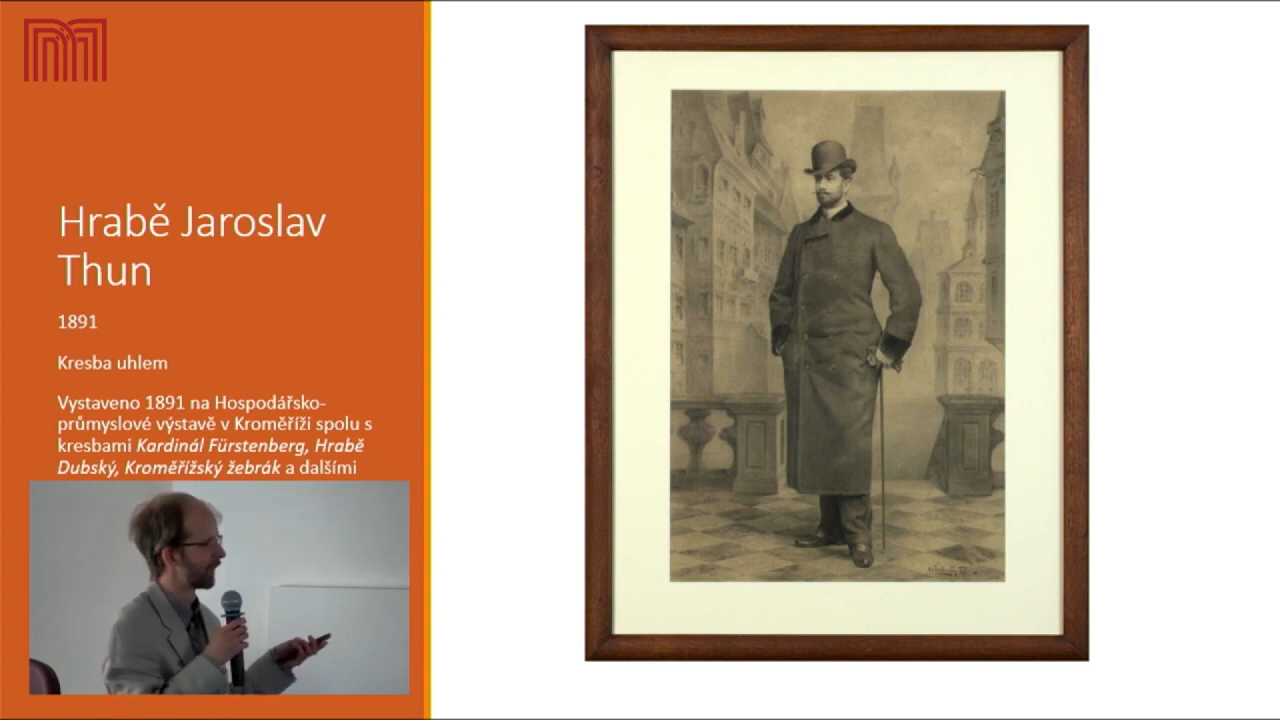 Hrabě Jaroslav
Thun
1891
Kresba uhlem
Vystaveno 1891 na Hospodářsko-
průmyslové výstavě v Kroměříži spolu s
kresbami Kardinál Fürstenberg, Hrabě
Dubský, Kroměřížský žebrák a dalšími